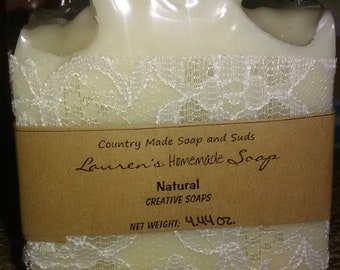 Country Made Soap and Suds
Lauren's Homemade Soap
Natural
CREATIVE SOAPS
NET WEIGHT: 4.44 oz.